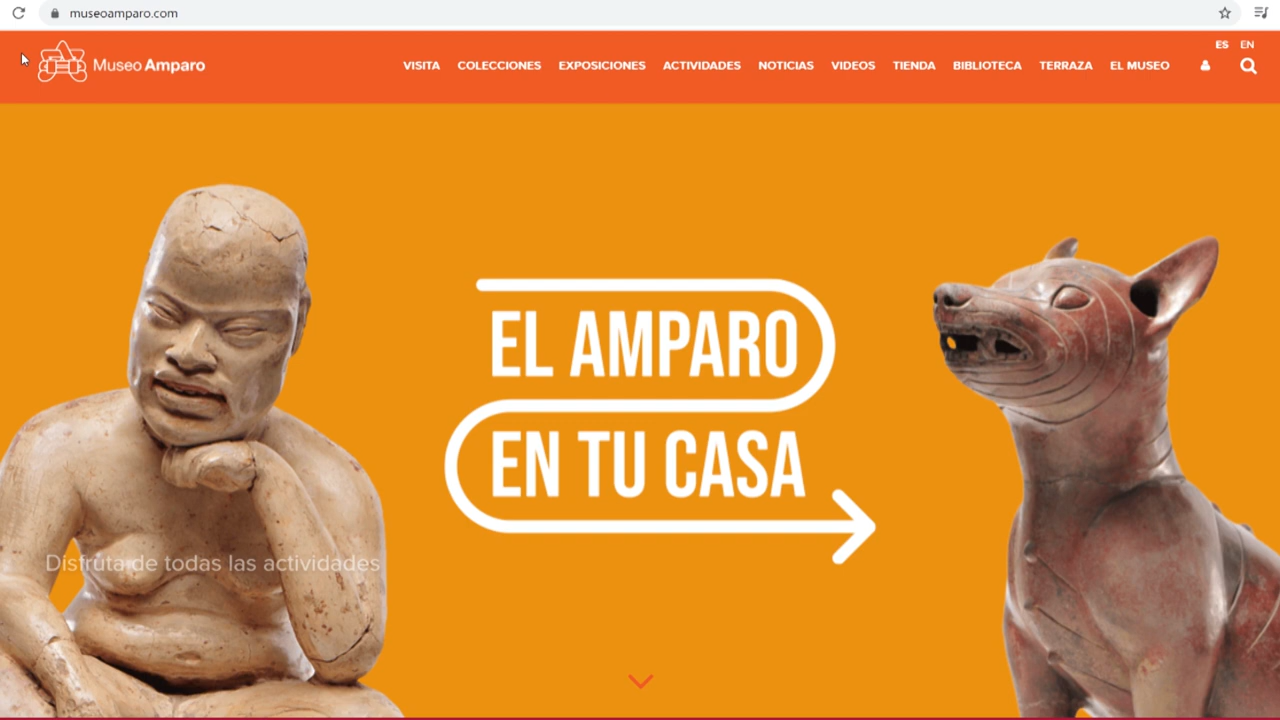 museoamparo.com
ES EN
Museo Amparo
VISITA COLECCIONES EXPOSICIONES ACTIVIDADES NOTICIAS VIDEOS TIENDA BIBLIOTECA TERRAZA EL MUSEO
EL AMPARO
EN TU CASA
Disfruta de todas las actividades